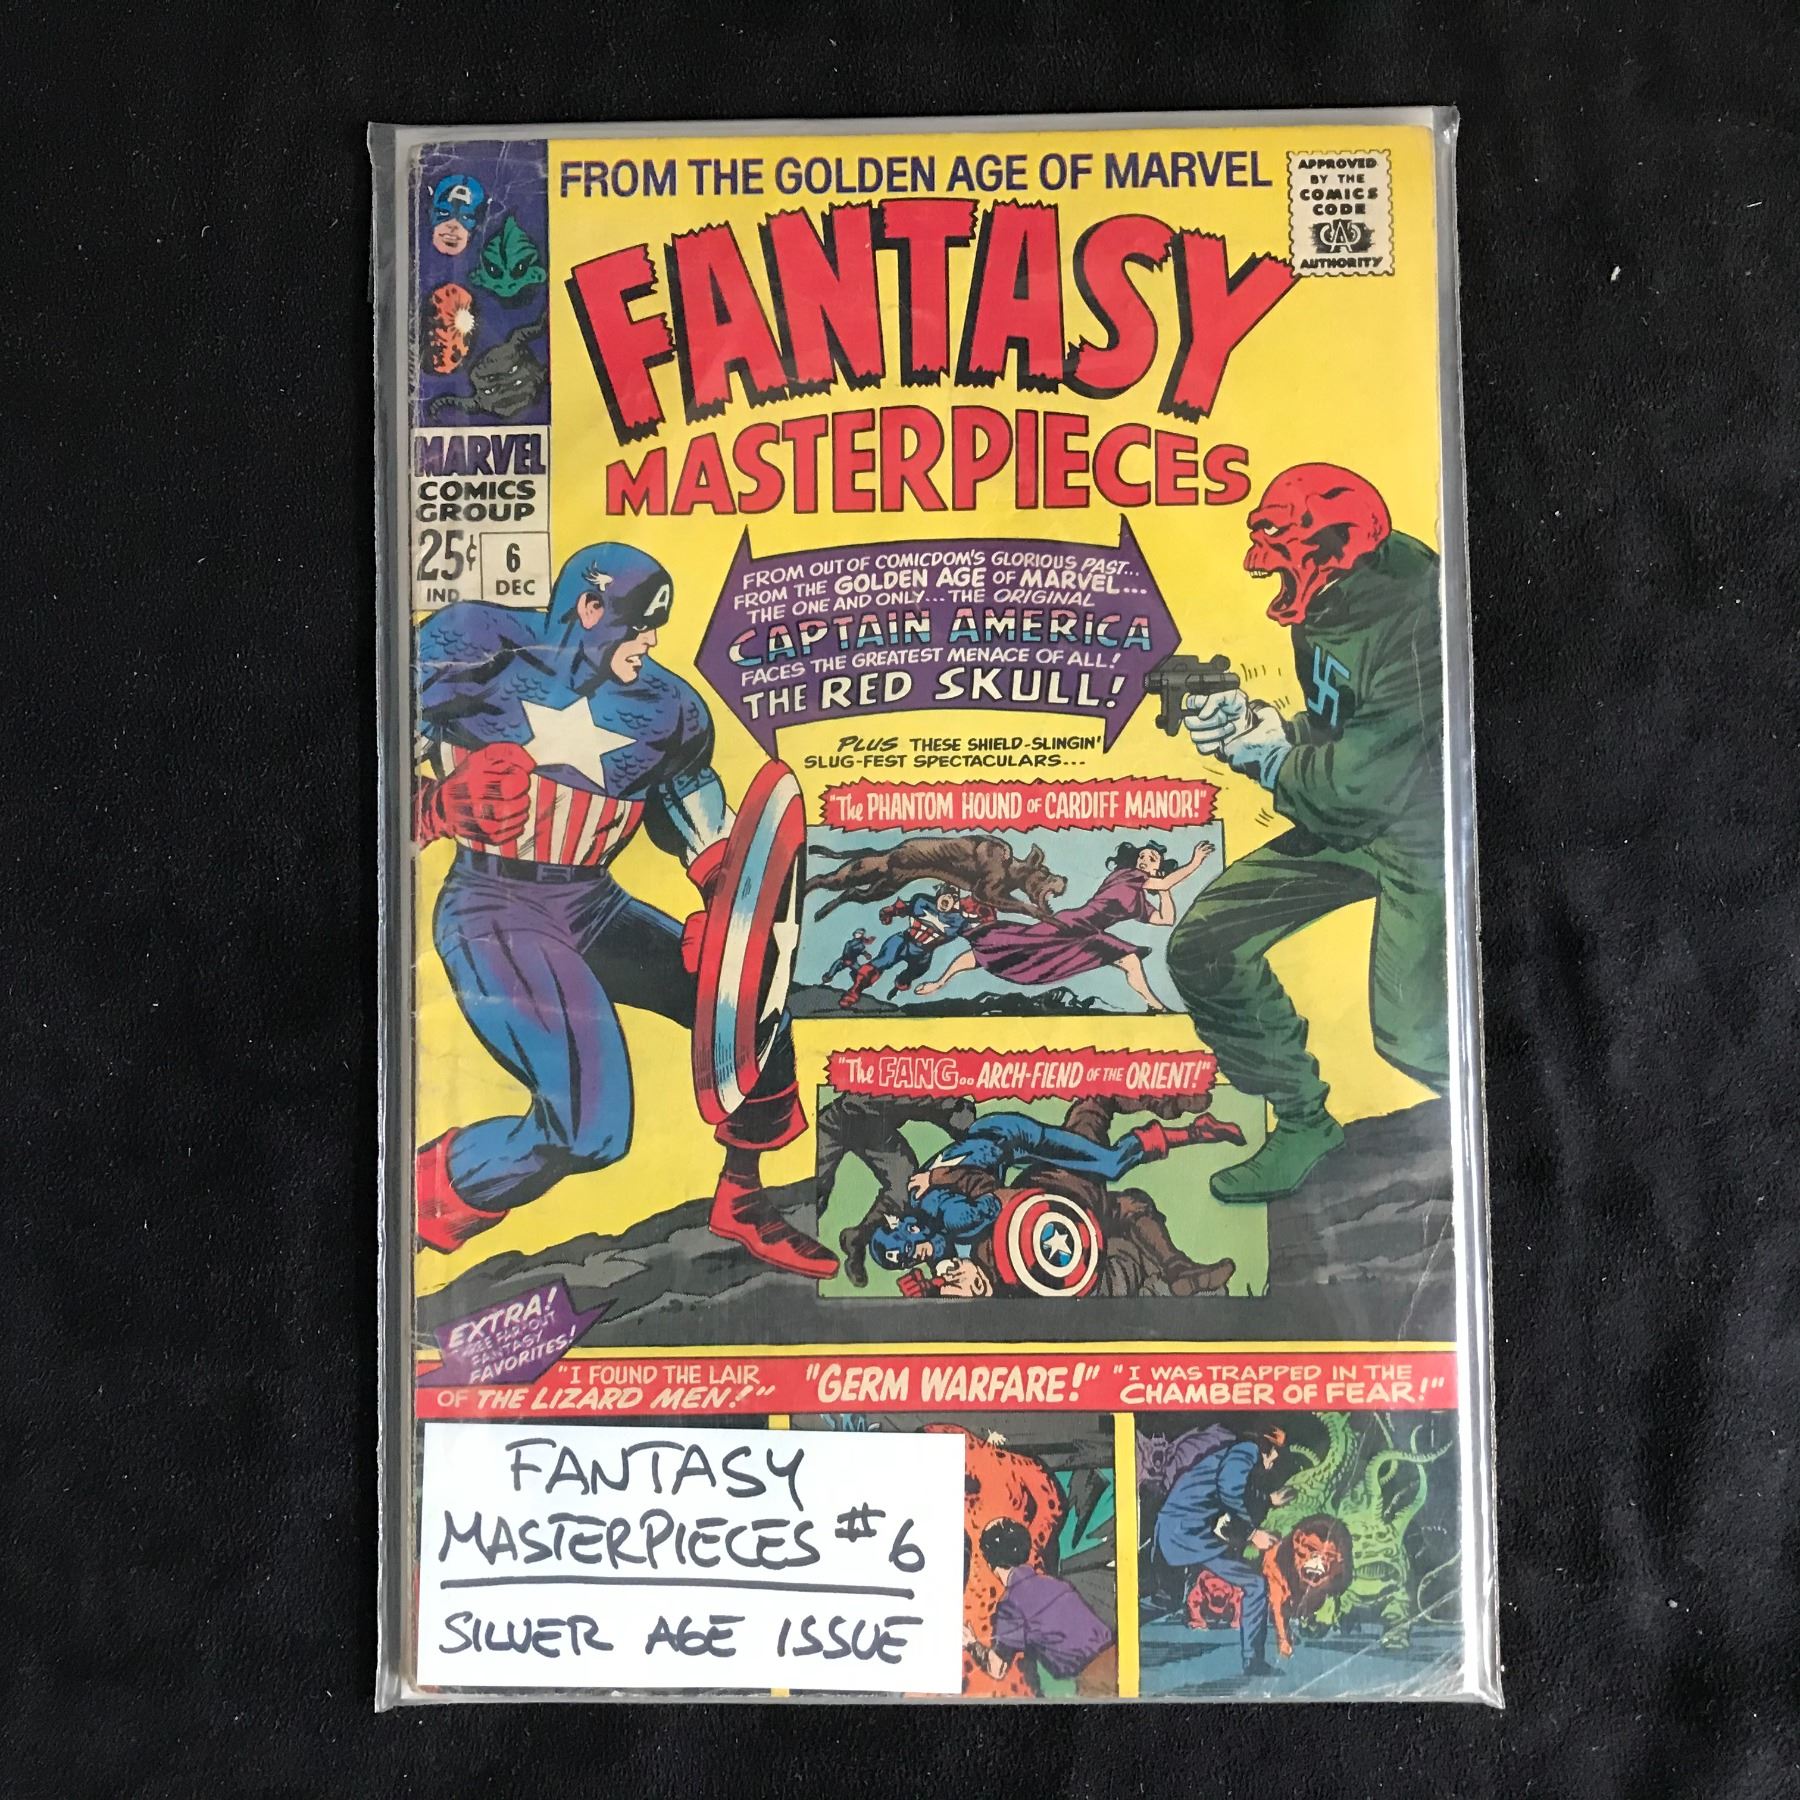 FROM THE GOLDEN AGE OF MARVEL
APPROVED
BY THE
COMICS
CODE
CA
AUTHORITY
FANTASY
MASTERPIECES
A
MARVEL
COMICS
GROUP
25¢
IND.
6
DEC
A
FROM OUT OF COMICDOM'S GLORIOUS PAST...
FROM THE GOLDEN AGE OF MARVEL...
THE ONE AND ONLY... THE ORIGINAL
CAPTAIN AMERICA
FACES THE GREATEST MENACE OF ALL!
THE RED SKULL!
PLUS THESE SHIELD-SLINGIN'
SLUG-FEST SPECTACULARS...
"The PHANTOM HOUND OF CARDIFF MANOR!"
"The FANG.. ARCH-FIEND OF THE ORIENT!"
A
EXTRA!
THREE FAR-OUT
FANTASY
FAVORITES!
"I FOUND THE LAIR
OF THE LIZARD MEN!"
"GERM WARFARE!"
"I WAS TRAPPED IN THE
CHAMBER OF FEAR!"
FANTASY
MASTERPIECES #6
SILVER AGE ISSUE